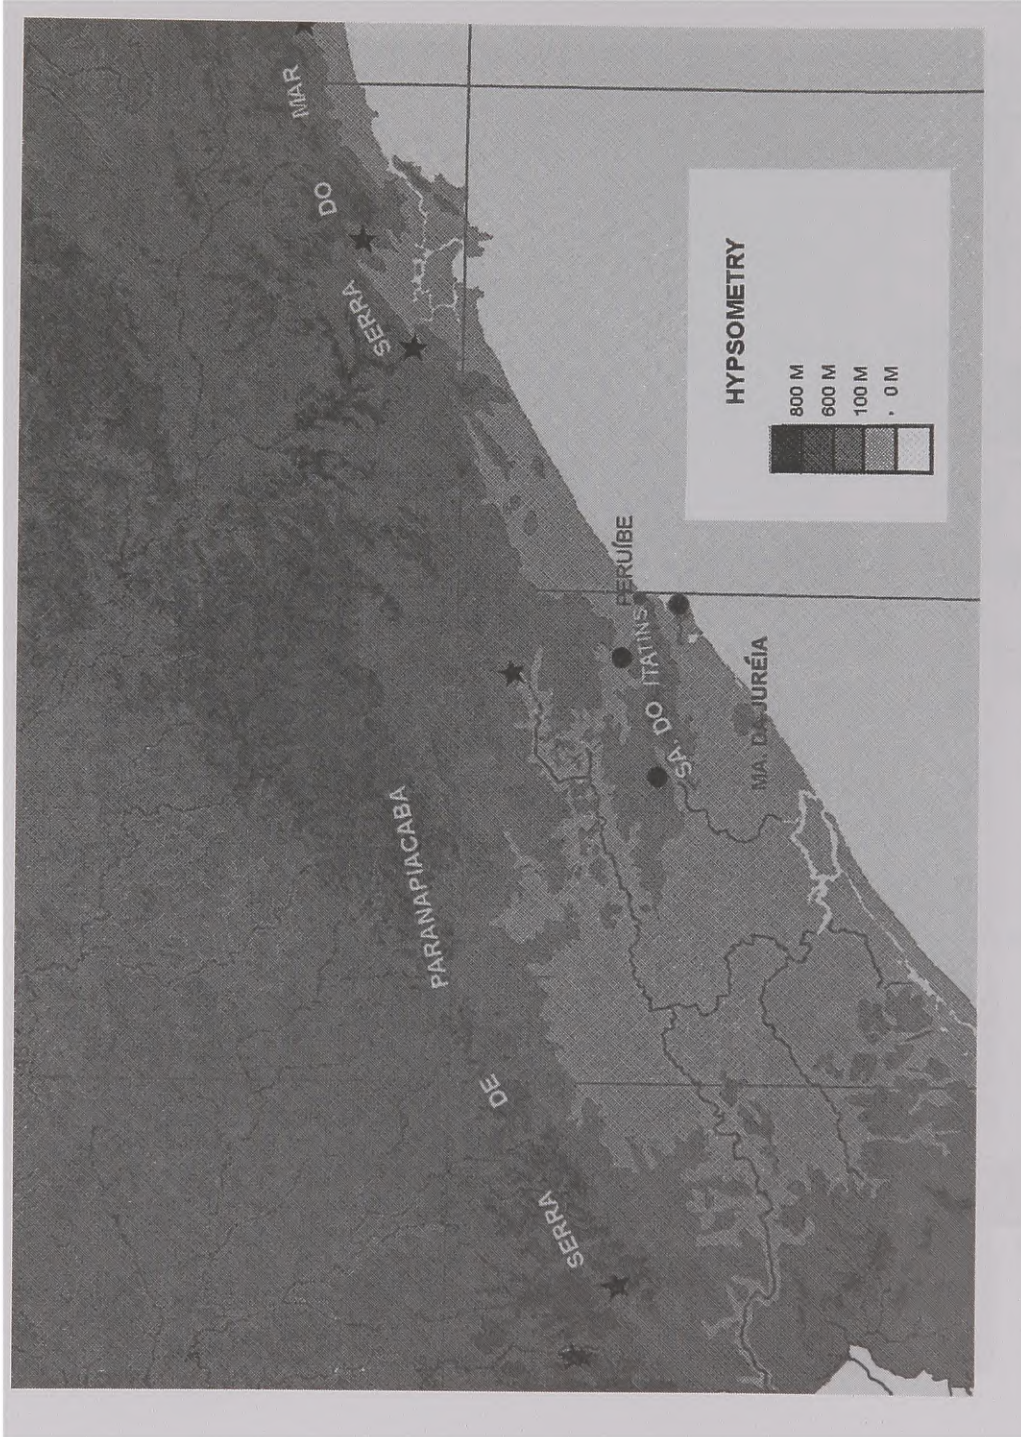 SERRA DE PARANAPIACABA
SERRA DO MAR
SA. DO ITATINS
PERUÍBE
MA. DA JURÉIA
HYPSOMETRY
800 M
600 M
100 M
0 M